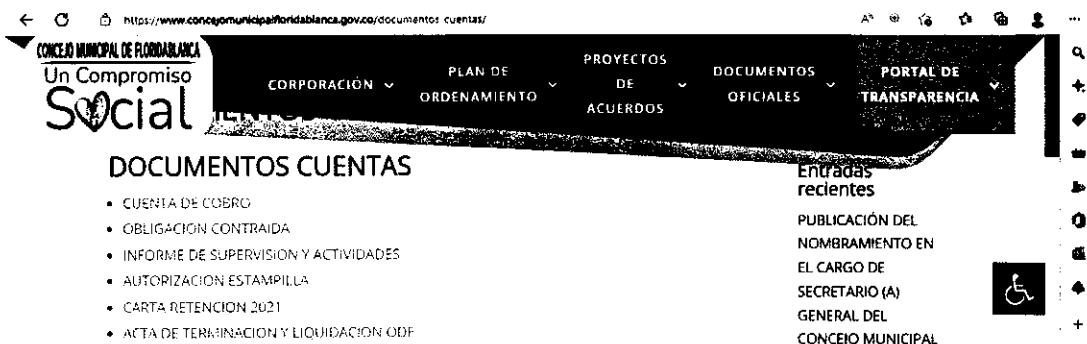 https://www.concejomunicipalfloridablanca.gov.co/documentos-cuentas/
CONCEJO MUNICIPAL DE FLORIDABLANCA
Un Compromiso
Social
CORPORACIÓN
PLAN DE
ORDENAMIENTO
PROYECTOS
DE
ACUERDOS
DOCUMENTOS
OFICIALES
PORTAL DE
TRANSPARENCIA
DOCUMENTOS CUENTAS
• CUENTA DE COBRO
• OBLIGACION CONTRAIDA
• INFORME DE SUPERVISION Y ACTIVIDADES
• AUTORIZACION ESTAMPILLA
• CARTA RETENCION 2021
• ACTA DE TERMINACION Y LIQUIDACION ODF
Entradas
recientes
PUBLICACIÓN DEL
NOMBRAMIENTO EN
EL CARGO DE
SECRETARIO (A)
GENERAL DEL
CONCEJO MUNICIPAL